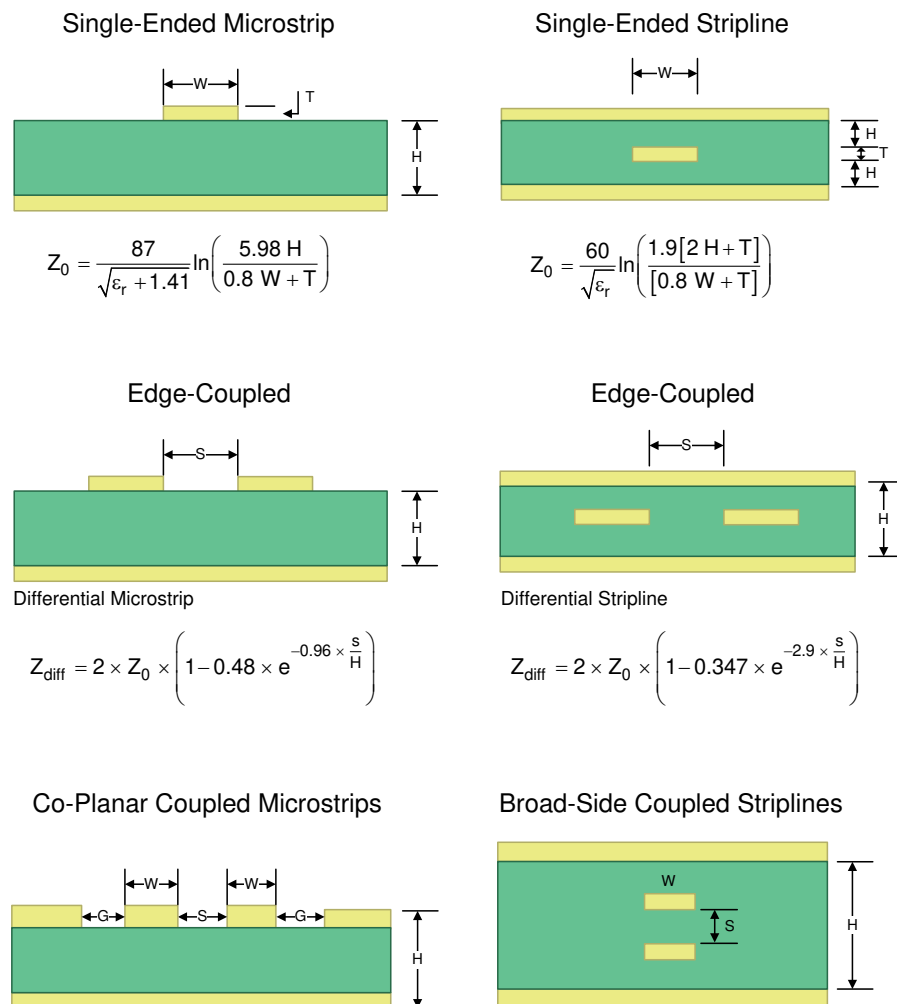 Single-Ended Microstrip
W
T
H
Z₀ = 87 / √(εᵣ + 1.41) ln(5.98 H / 0.8 W + T)
Single-Ended Stripline
W
H
T
H
Z₀ = 60 / √εᵣ ln(1.9[2 H + T] / [0.8 W + T])
Edge-Coupled
S
H
Differential Microstrip
Z_diff = 2 × Z₀ × (1 − 0.48 × e^(−0.96 × s/H))
Edge-Coupled
S
H
Differential Stripline
Z_diff = 2 × Z₀ × (1 − 0.347 × e^(−2.9 × s/H))
Co-Planar Coupled Microstrips
W W
G S G
H
Broad-Side Coupled Striplines
W
S
H